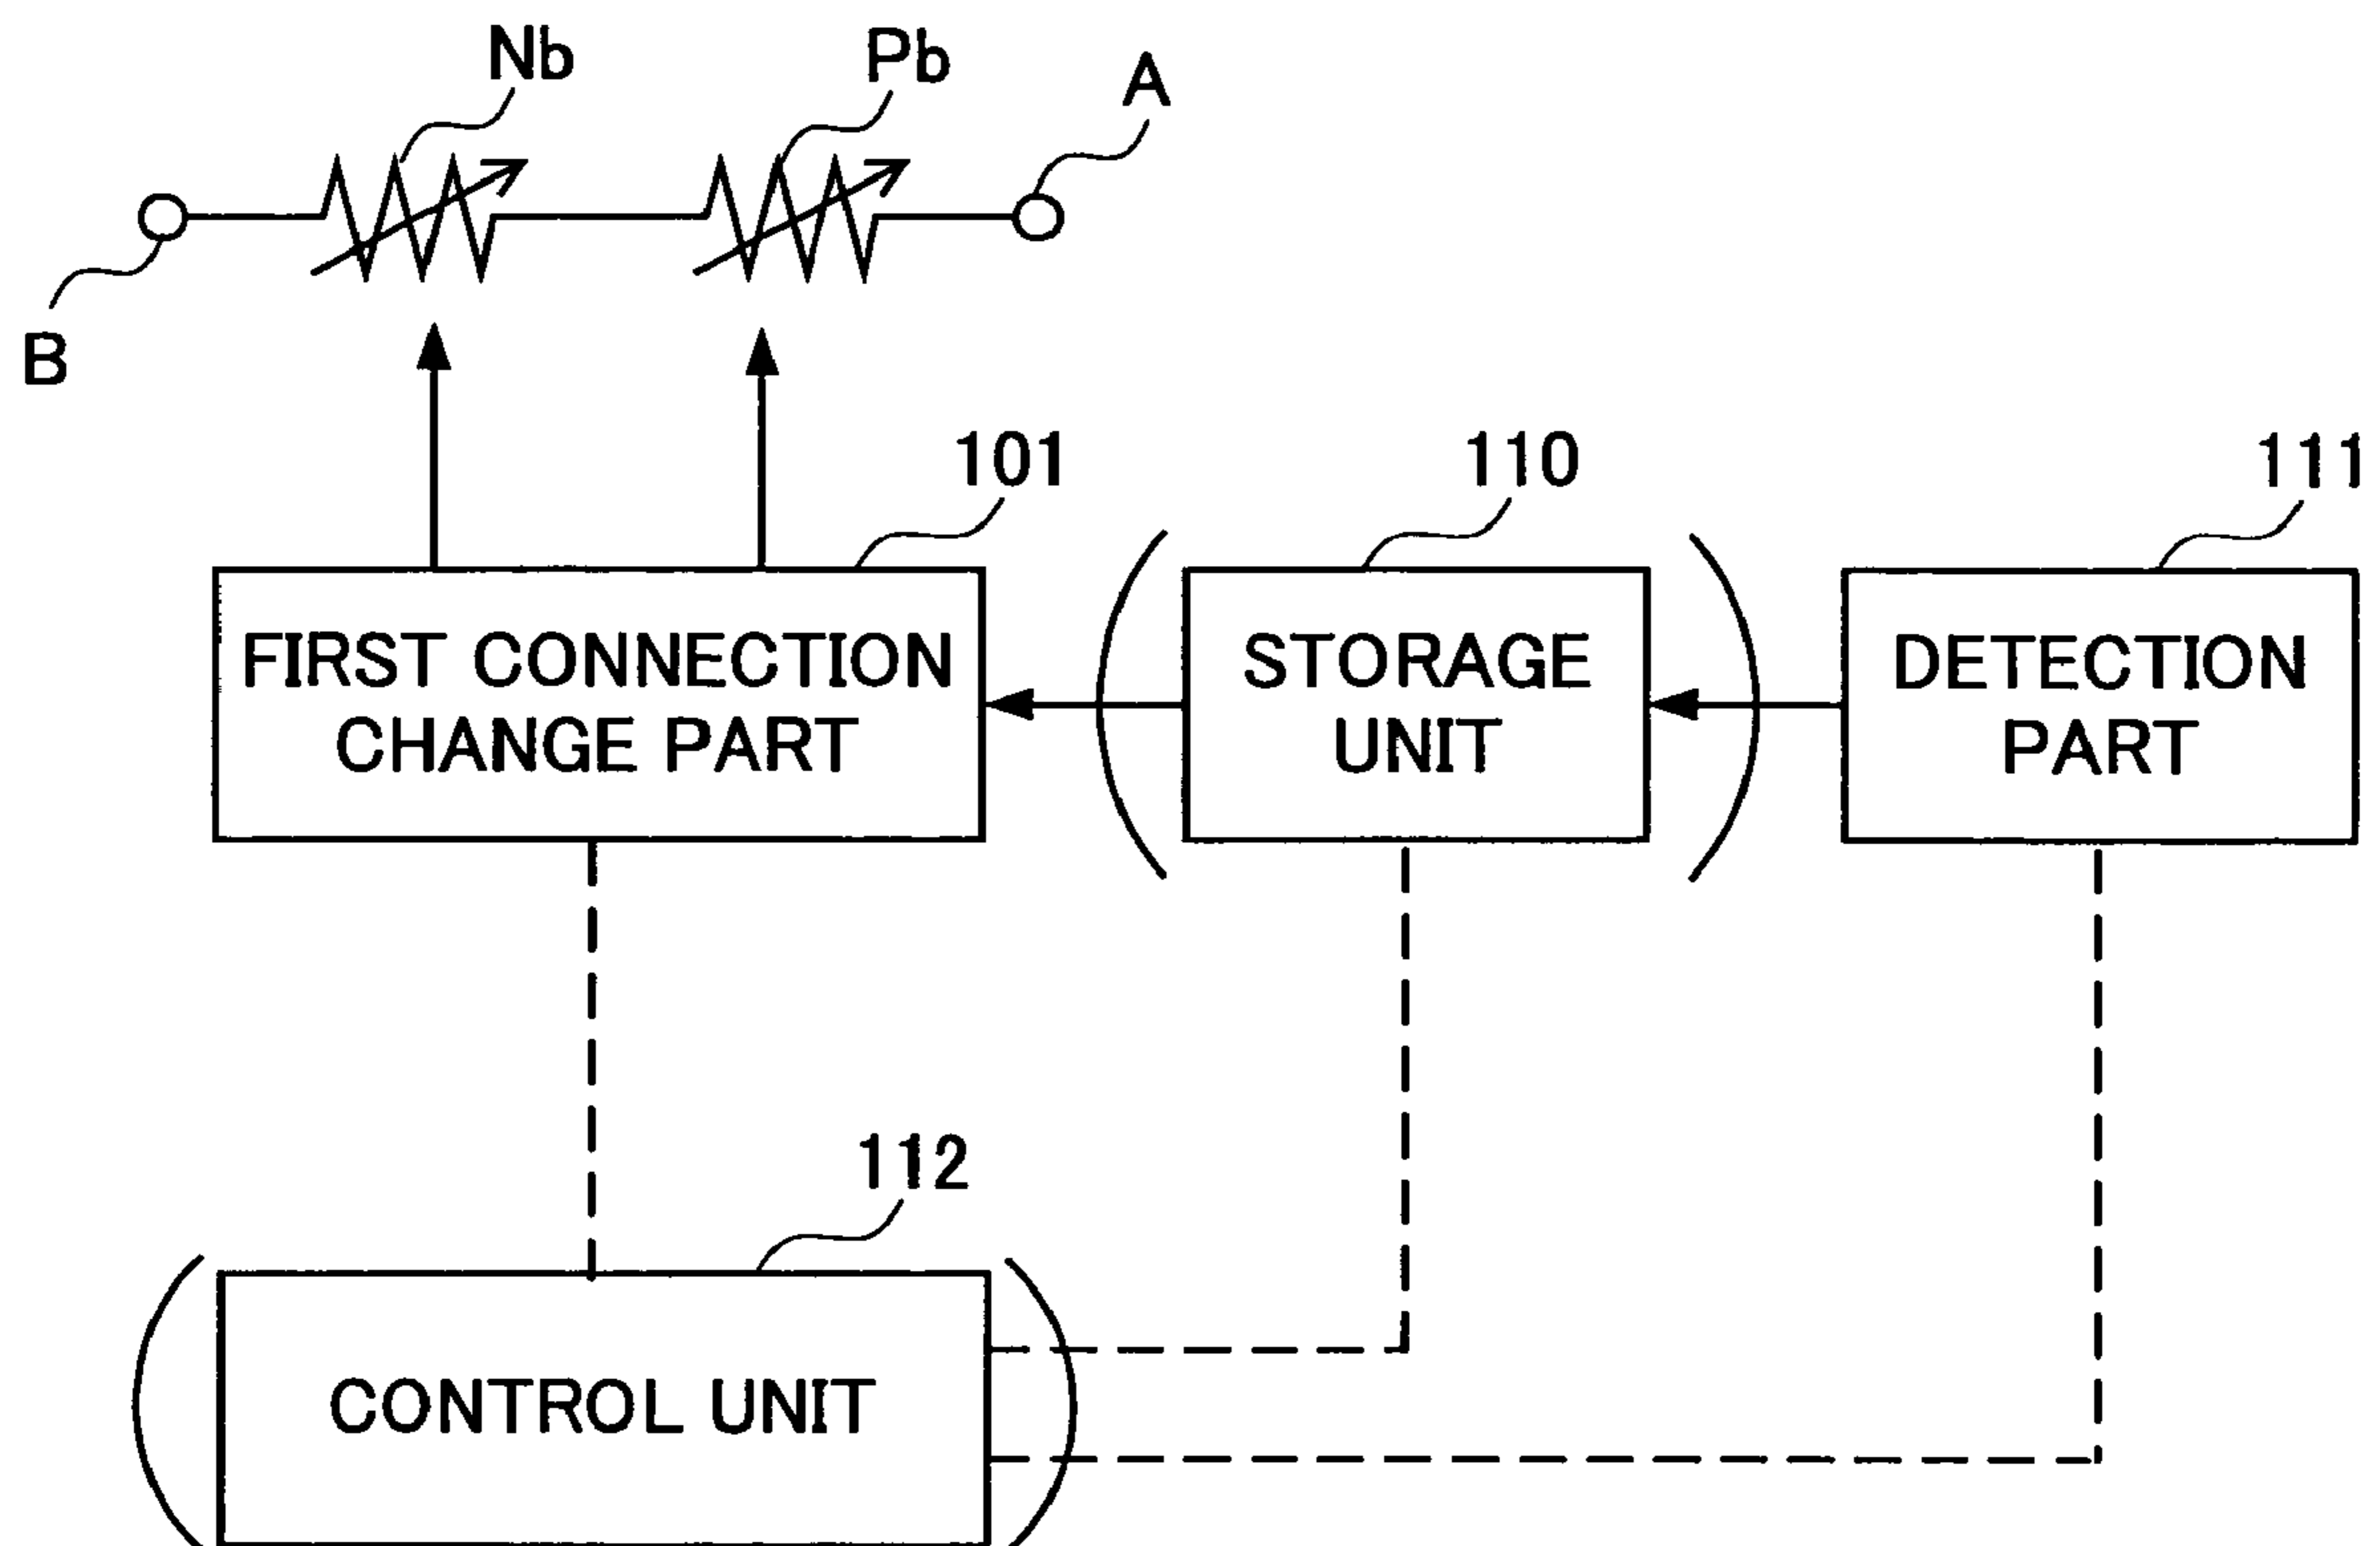 Nb
Pb
A
B
101
110
111
FIRST CONNECTION
CHANGE PART
STORAGE
UNIT
DETECTION
PART
112
CONTROL UNIT